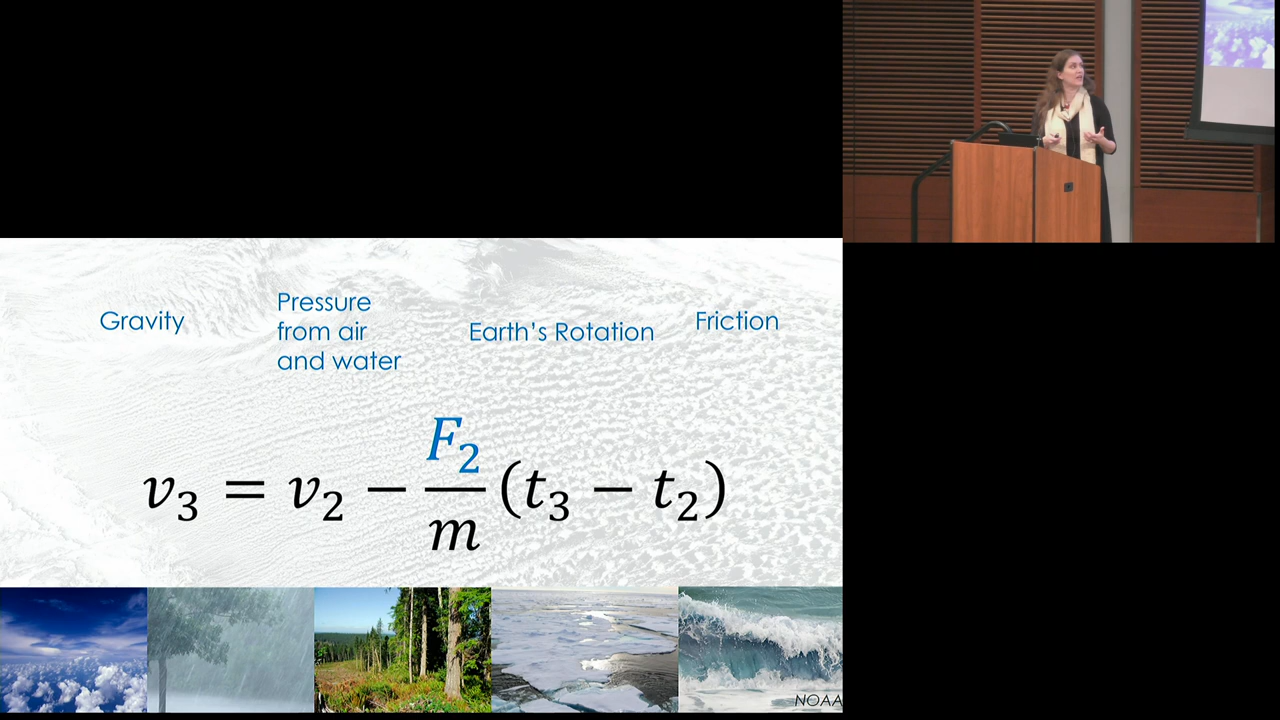 Gravity
Pressure
from air
and water
Earth's Rotation
Friction
v₃ = v₂ − F₂/m (t₃ − t₂)
NOAA